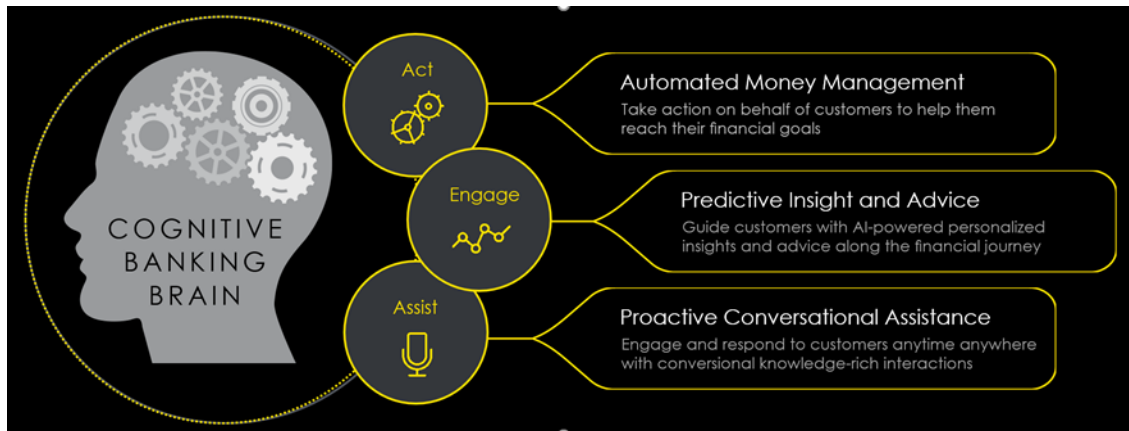 COGNITIVE
BANKING
BRAIN
Act
Automated Money Management
Take action on behalf of customers to help them
reach their financial goals
Engage
Predictive Insight and Advice
Guide customers with AI-powered personalized
insights and advice along the financial journey
Assist
Proactive Conversational Assistance
Engage and respond to customers anytime anywhere
with conversional knowledge-rich interactions